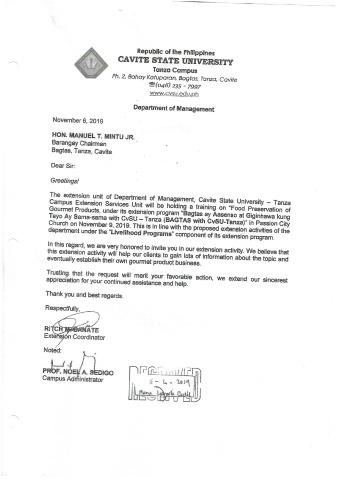 Republic of the Philippines
CAVITE STATE UNIVERSITY
Tanza Campus
Ph. 2, Bahay Katuparan, Bagtas, Tanza, Cavite
☎(046) 235 - 7997
www.cvsu.edu.ph
Department of Management
November 6, 2019
HON. MANUEL T. MINTU JR.
Barangay Chairman
Bagtas, Tanza, Cavite
Dear Sir:
Greetings!
The extension unit of Department of Management, Cavite State University – Tanza
Campus Extension Services Unit will be holding a training on "Food Preservation of
Gourmet Products, under its extension program "Bagtas ay Asenso at Giginhawa kung
Tayo Ay Sama-sama with CvSU – Tanza (BAGTAS with CvSU-Tanza)" in Passion City
Church on November 9, 2019. This is in line with the proposed extension activities of the
department under the "Livelihood Programs" component of its extension program.
In this regard, we are very honored to invite you in our extension activity. We believe that
this extension activity will help our clients to gain lots of information about the topic and
eventually establish their own gourmet product business.
Trusting that the request will merit your favorable action, we extend our sincerest
appreciation for your continued assistance and help.
Thank you and best regards.
Respectfully,
Extension Coordinator
Noted:
PROF. NOEL A. SEDIGO
Campus Administrator
RECEIVED
2019